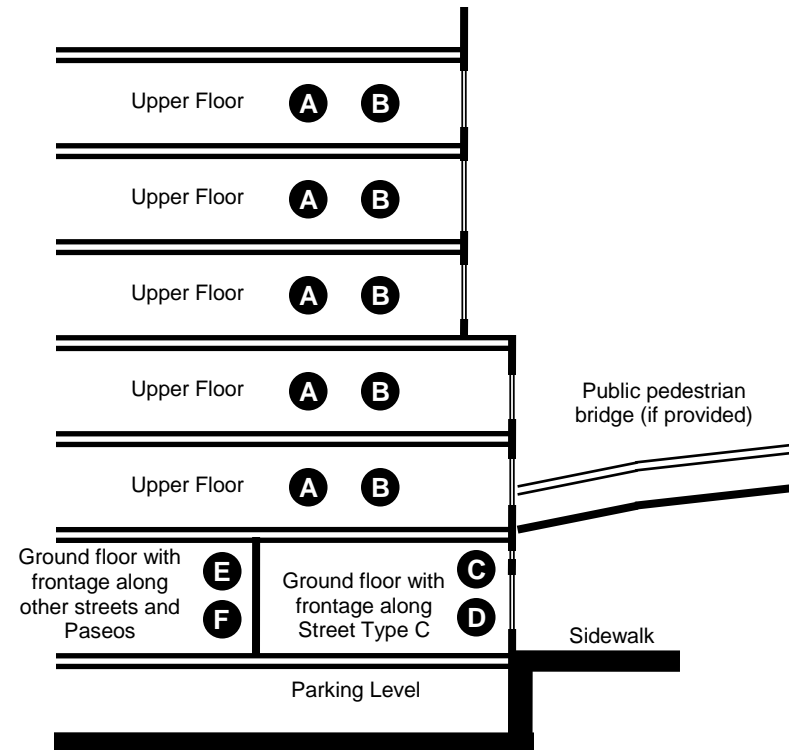 Upper Floor A B
Upper Floor A B
Upper Floor A B
Upper Floor A B
Public pedestrian
bridge (if provided)
Upper Floor A B
Ground floor with
frontage along
other streets and
Paseos
E
F
Ground floor with
frontage along
Street Type C
C
D
Sidewalk
Parking Level